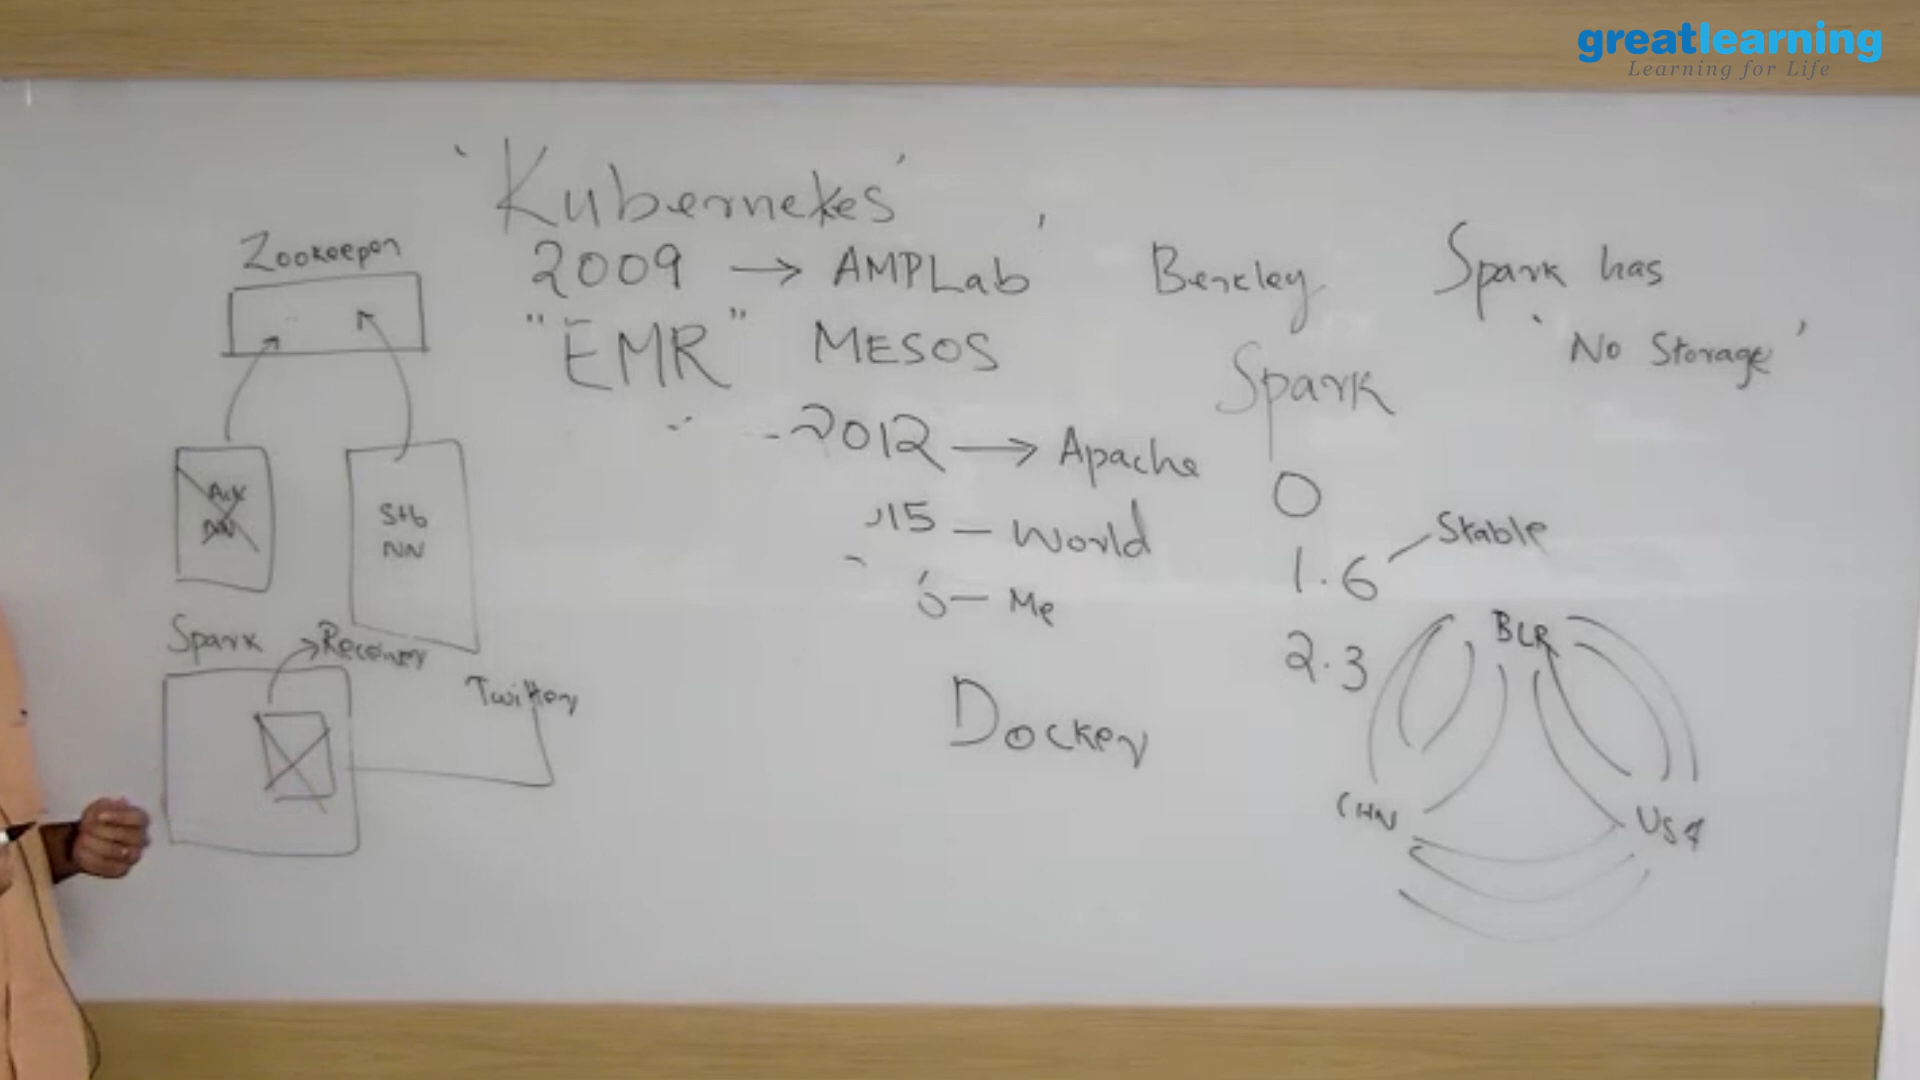 greatlearning
Learning for Life
'Kubernetes'
Zookeeper
2009 → AMPLab'
Berkley
Spark has
'No Storage'
"EMR"
MESOS
Spark
2012 → Apache
0
'15 – World
1.6 – Stable
Stb
NN
Me
2.3
Spark
Recover
Twitter
Docker
BLR
CHN
USA